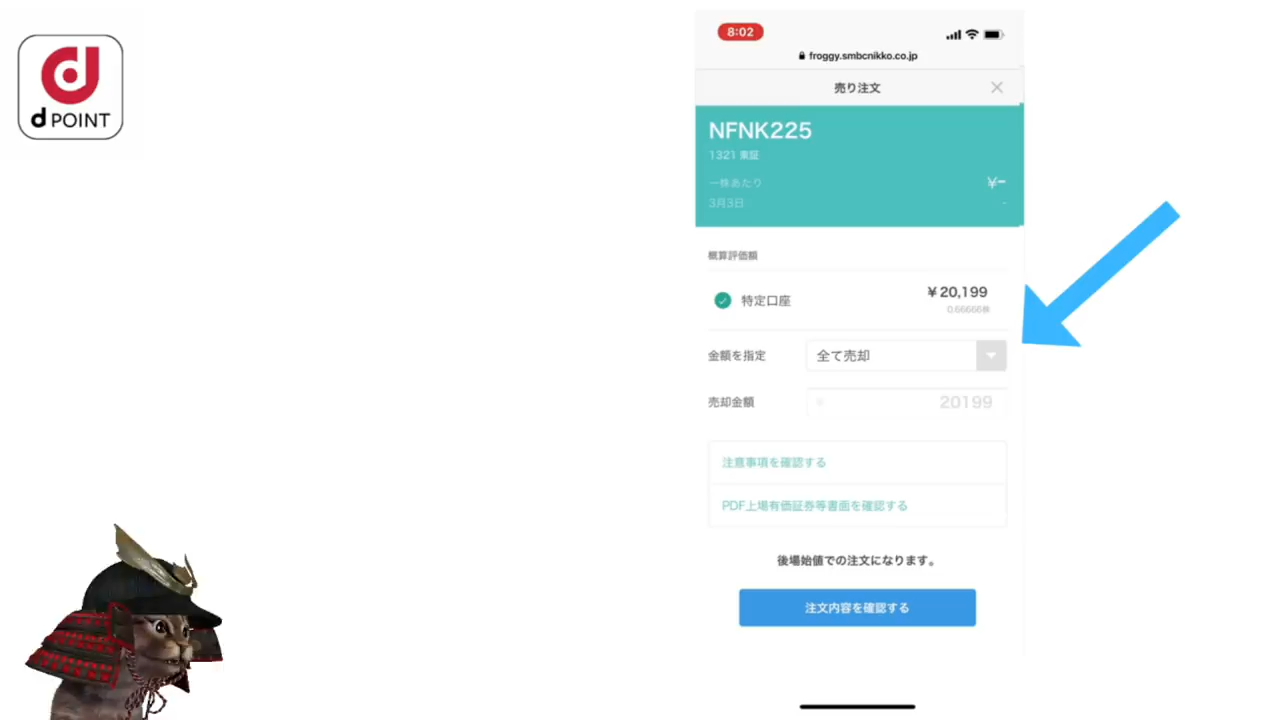 d POINT
8:02
froggy.smbcnikko.co.jp
売り注文
NFNK225
1321 東証
一株あたり
¥-
3月3日
-
概算評価額
特定口座
¥20,199
0.66666株
金額を指定
全て売却
売却金額
¥
20199
注意事項を確認する
PDF上場有価証券等書面を確認する
後場始値での注文になります。
注文内容を確認する